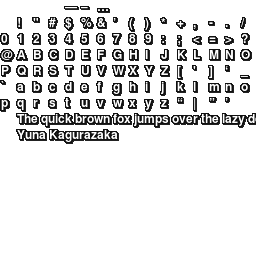 — – …
! " # $ % & ' ( ) * + , - . /
0 1 2 3 4 5 6 7 8 9 : ; < = > ?
@ A B C D E F G H I J K L M N O
P Q R S T U V W X Y Z [ ‘ ] ' _
` a b c d e f g h i j k l m n o
p q r s t u v w x y z “ | ” '
The quick brown fox jumps over the lazy d
Yuna Kagurazaka